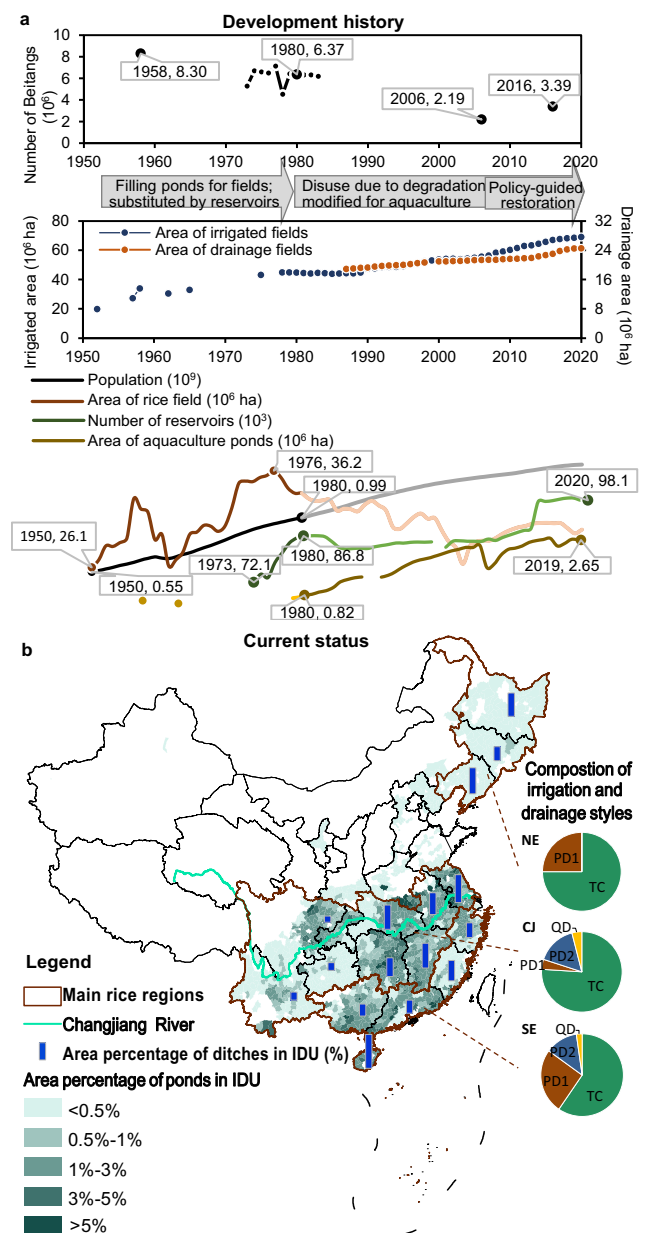 a
Development history
Number of Beitangs
(10⁶)
10
8
6
4
2
0
1958, 8.30
1980, 6.37
2006, 2.19
2016, 3.39
1950 1960 1970 1980 1990 2000 2010 2020
Filling ponds for fields;
substituted by reservoirs
Disuse due to degradation
modified for aquaculture
Policy-guided
restoration
Irrigated area (10⁶ ha)
80
60
40
20
0
Area of irrigated fields
Area of drainage fields
32
24
16
8
0
Drainage area (10⁶ ha)
1950 1960 1970 1980 1990 2000 2010 2020
Population (10⁹)
Area of rice field (10⁶ ha)
Number of reservoirs (10³)
Area of aquaculture ponds (10⁶ ha)
1976, 36.2
1980, 0.99
2020, 98.1
1950, 26.1
1950, 0.55
1973, 72.1
1980, 86.8
2019, 2.65
1980, 0.82
b
Current status
Compostion of
irrigation and
drainage styles
NE
PD1
TC
CJ
QD
PD2
PD1
TC
SE
QD
PD2
PD1
TC
Legend
Main rice regions
Changjiang River
Area percentage of ditches in IDU (%)
Area percentage of ponds in IDU
<0.5%
0.5%-1%
1%-3%
3%-5%
>5%